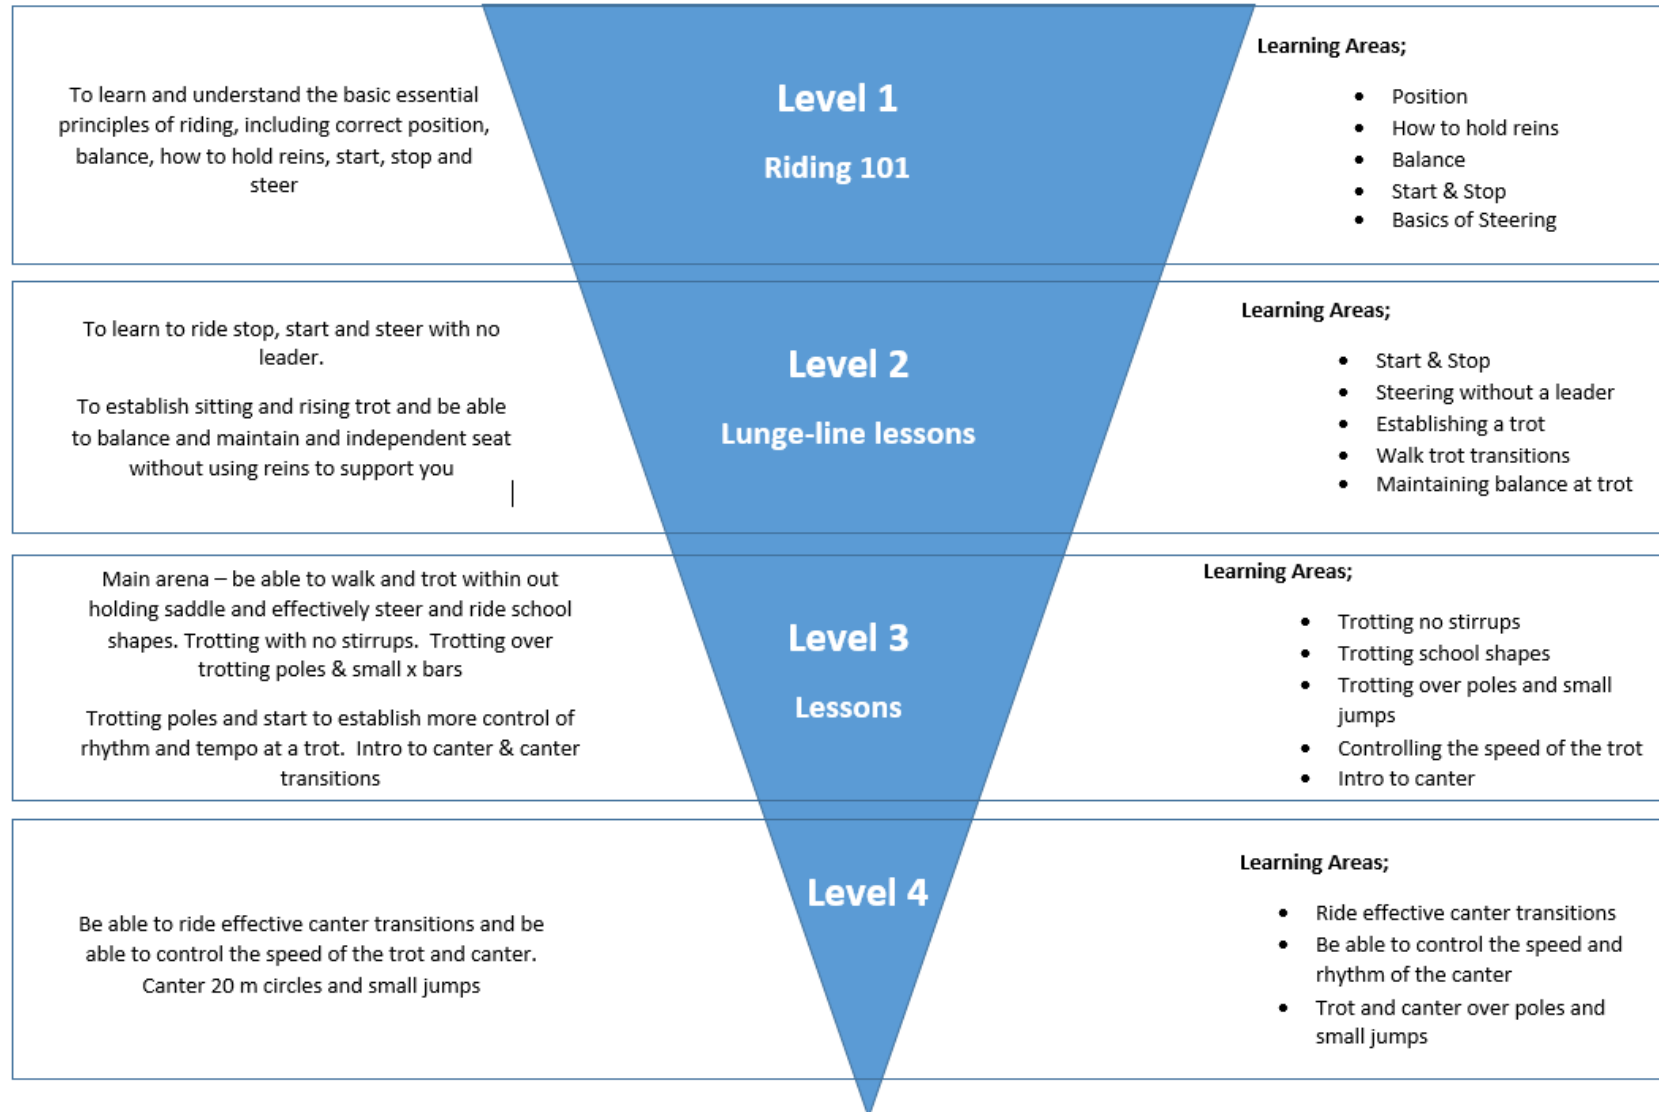 To learn and understand the basic essential
principles of riding, including correct position,
balance, how to hold reins, start, stop and
steer
Level 1
Riding 101
Learning Areas;
• Position
• How to hold reins
• Balance
• Start & Stop
• Basics of Steering
To learn to ride stop, start and steer with no
leader.
To establish sitting and rising trot and be able
to balance and maintain and independent seat
without using reins to support you
Level 2
Lunge-line lessons
Learning Areas;
• Start & Stop
• Steering without a leader
• Establishing a trot
• Walk trot transitions
• Maintaining balance at trot
Main arena – be able to walk and trot within out
holding saddle and effectively steer and ride school
shapes. Trotting with no stirrups.  Trotting over
trotting poles & small x bars
Trotting poles and start to establish more control of
rhythm and tempo at a trot.  Intro to canter & canter
transitions
Level 3
Lessons
Learning Areas;
• Trotting no stirrups
• Trotting school shapes
• Trotting over poles and small
jumps
• Controlling the speed of the trot
• Intro to canter
Be able to ride effective canter transitions and be
able to control the speed of the trot and canter.
Canter 20 m circles and small jumps
Level 4
Learning Areas;
• Ride effective canter transitions
• Be able to control the speed and
rhythm of the canter
• Trot and canter over poles and
small jumps